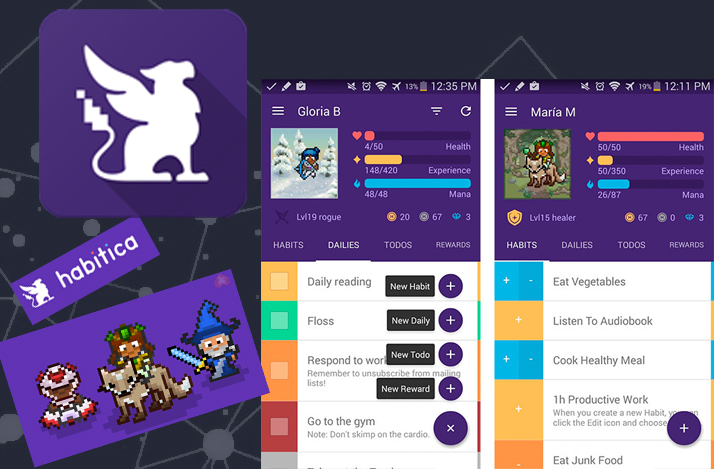 habitica
13% 12:35 PM
Gloria B
4/50 Health
148/420 Experience
48/48 Mana
Lvl19 rogue 20 67 3
HABITS DAILIES TODOS REWARDS
Daily reading
New Habit
Floss
New Daily
Respond to
New Todo
Remember to unsubscribe from mailing
lists!
New Reward
Go to the gym
Note: Don't skimp on the cardio.
19% 12:11 PM
María M
50/50 Health
50/350 Experience
26/87 Mana
Lvl15 healer 67 0 3
HABITS DAILIES TODOS REWARDS
+ - Eat Vegetables
+ Listen To Audiobook
+ - Cook Healthy Meal
+ 1h Productive Work
When you create a new Habit, you can
click the Edit icon and choose
- Eat Junk Food